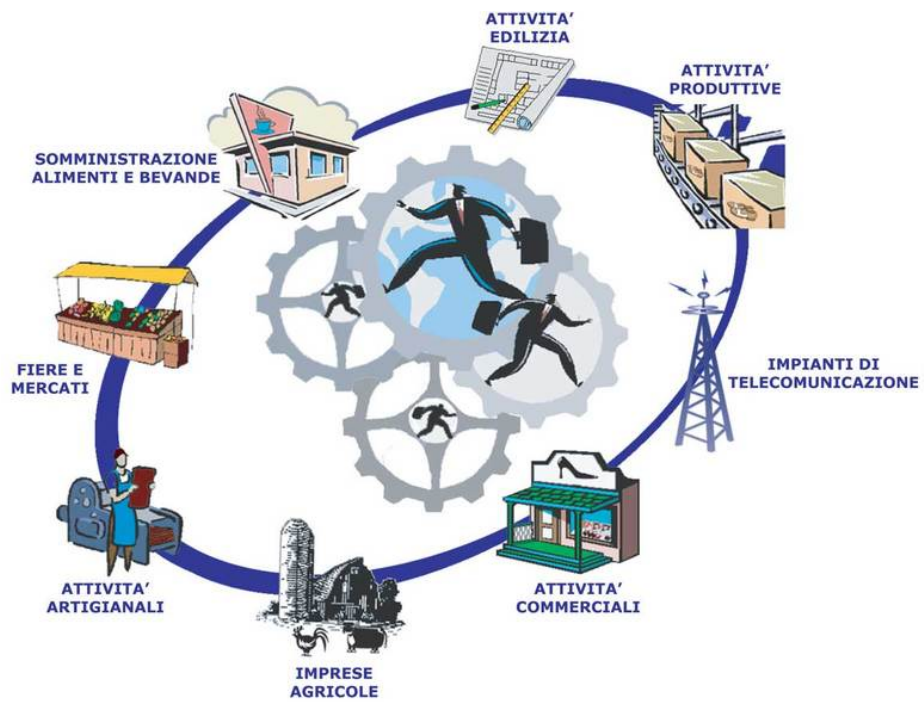 ATTIVITA'
EDILIZIA
ATTIVITA'
PRODUTTIVE
SOMMINISTRAZIONE
ALIMENTI E BEVANDE
IMPIANTI DI
TELECOMUNICAZIONE
FIERE E
MERCATI
ATTIVITA'
ARTIGIANALI
ATTIVITA'
COMMERCIALI
IMPRESE
AGRICOLE